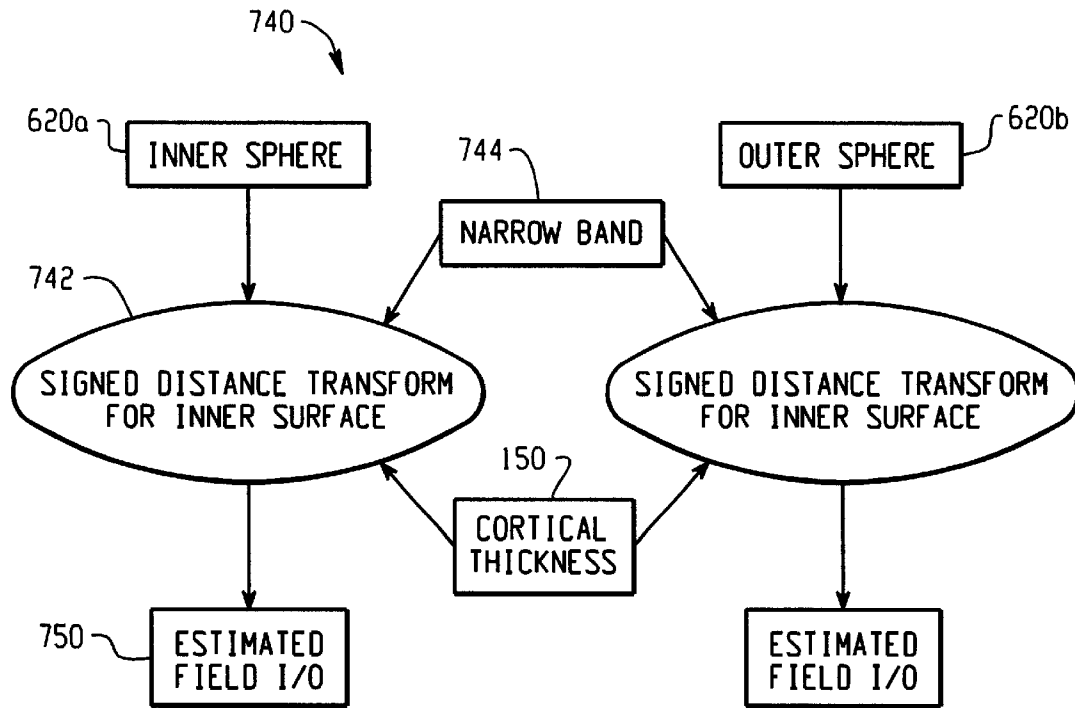 740
620a
INNER SPHERE
744
NARROW BAND
OUTER SPHERE
620b
742
SIGNED DISTANCE TRANSFORM
FOR INNER SURFACE
SIGNED DISTANCE TRANSFORM
FOR INNER SURFACE
150
CORTICAL
THICKNESS
750
ESTIMATED
FIELD I/O
ESTIMATED
FIELD I/O